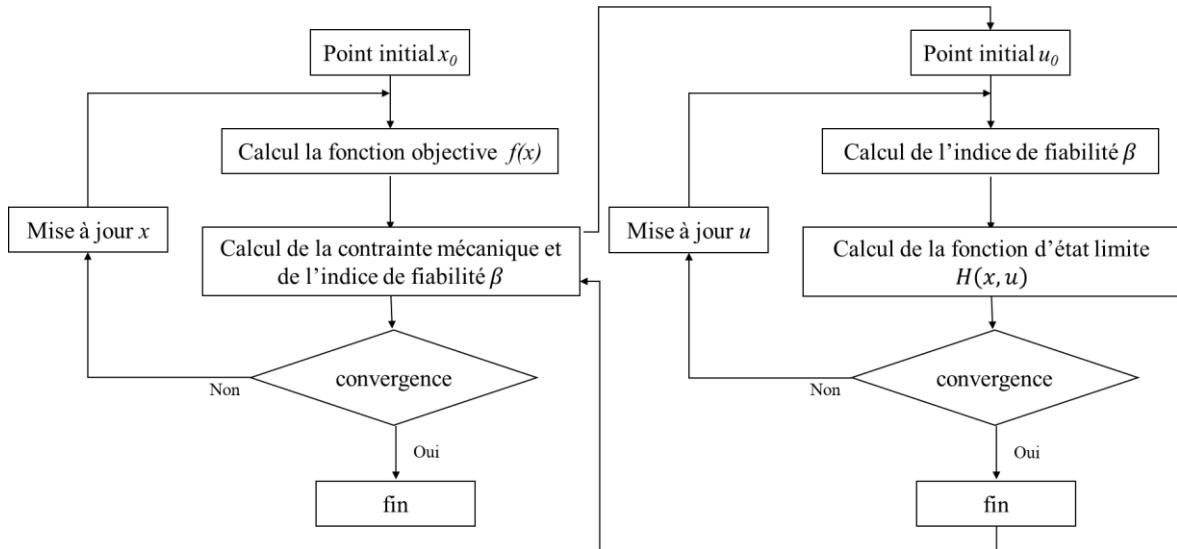 Point initial x₀
Calcul la fonction objective f(x)
Mise à jour x
Calcul de la contrainte mécanique et
de l'indice de fiabilité β
convergence
Non
Oui
fin
Point initial u₀
Calcul de l'indice de fiabilité β
Mise à jour u
Calcul de la fonction d'état limite
H(x, u)
convergence
Non
Oui
fin